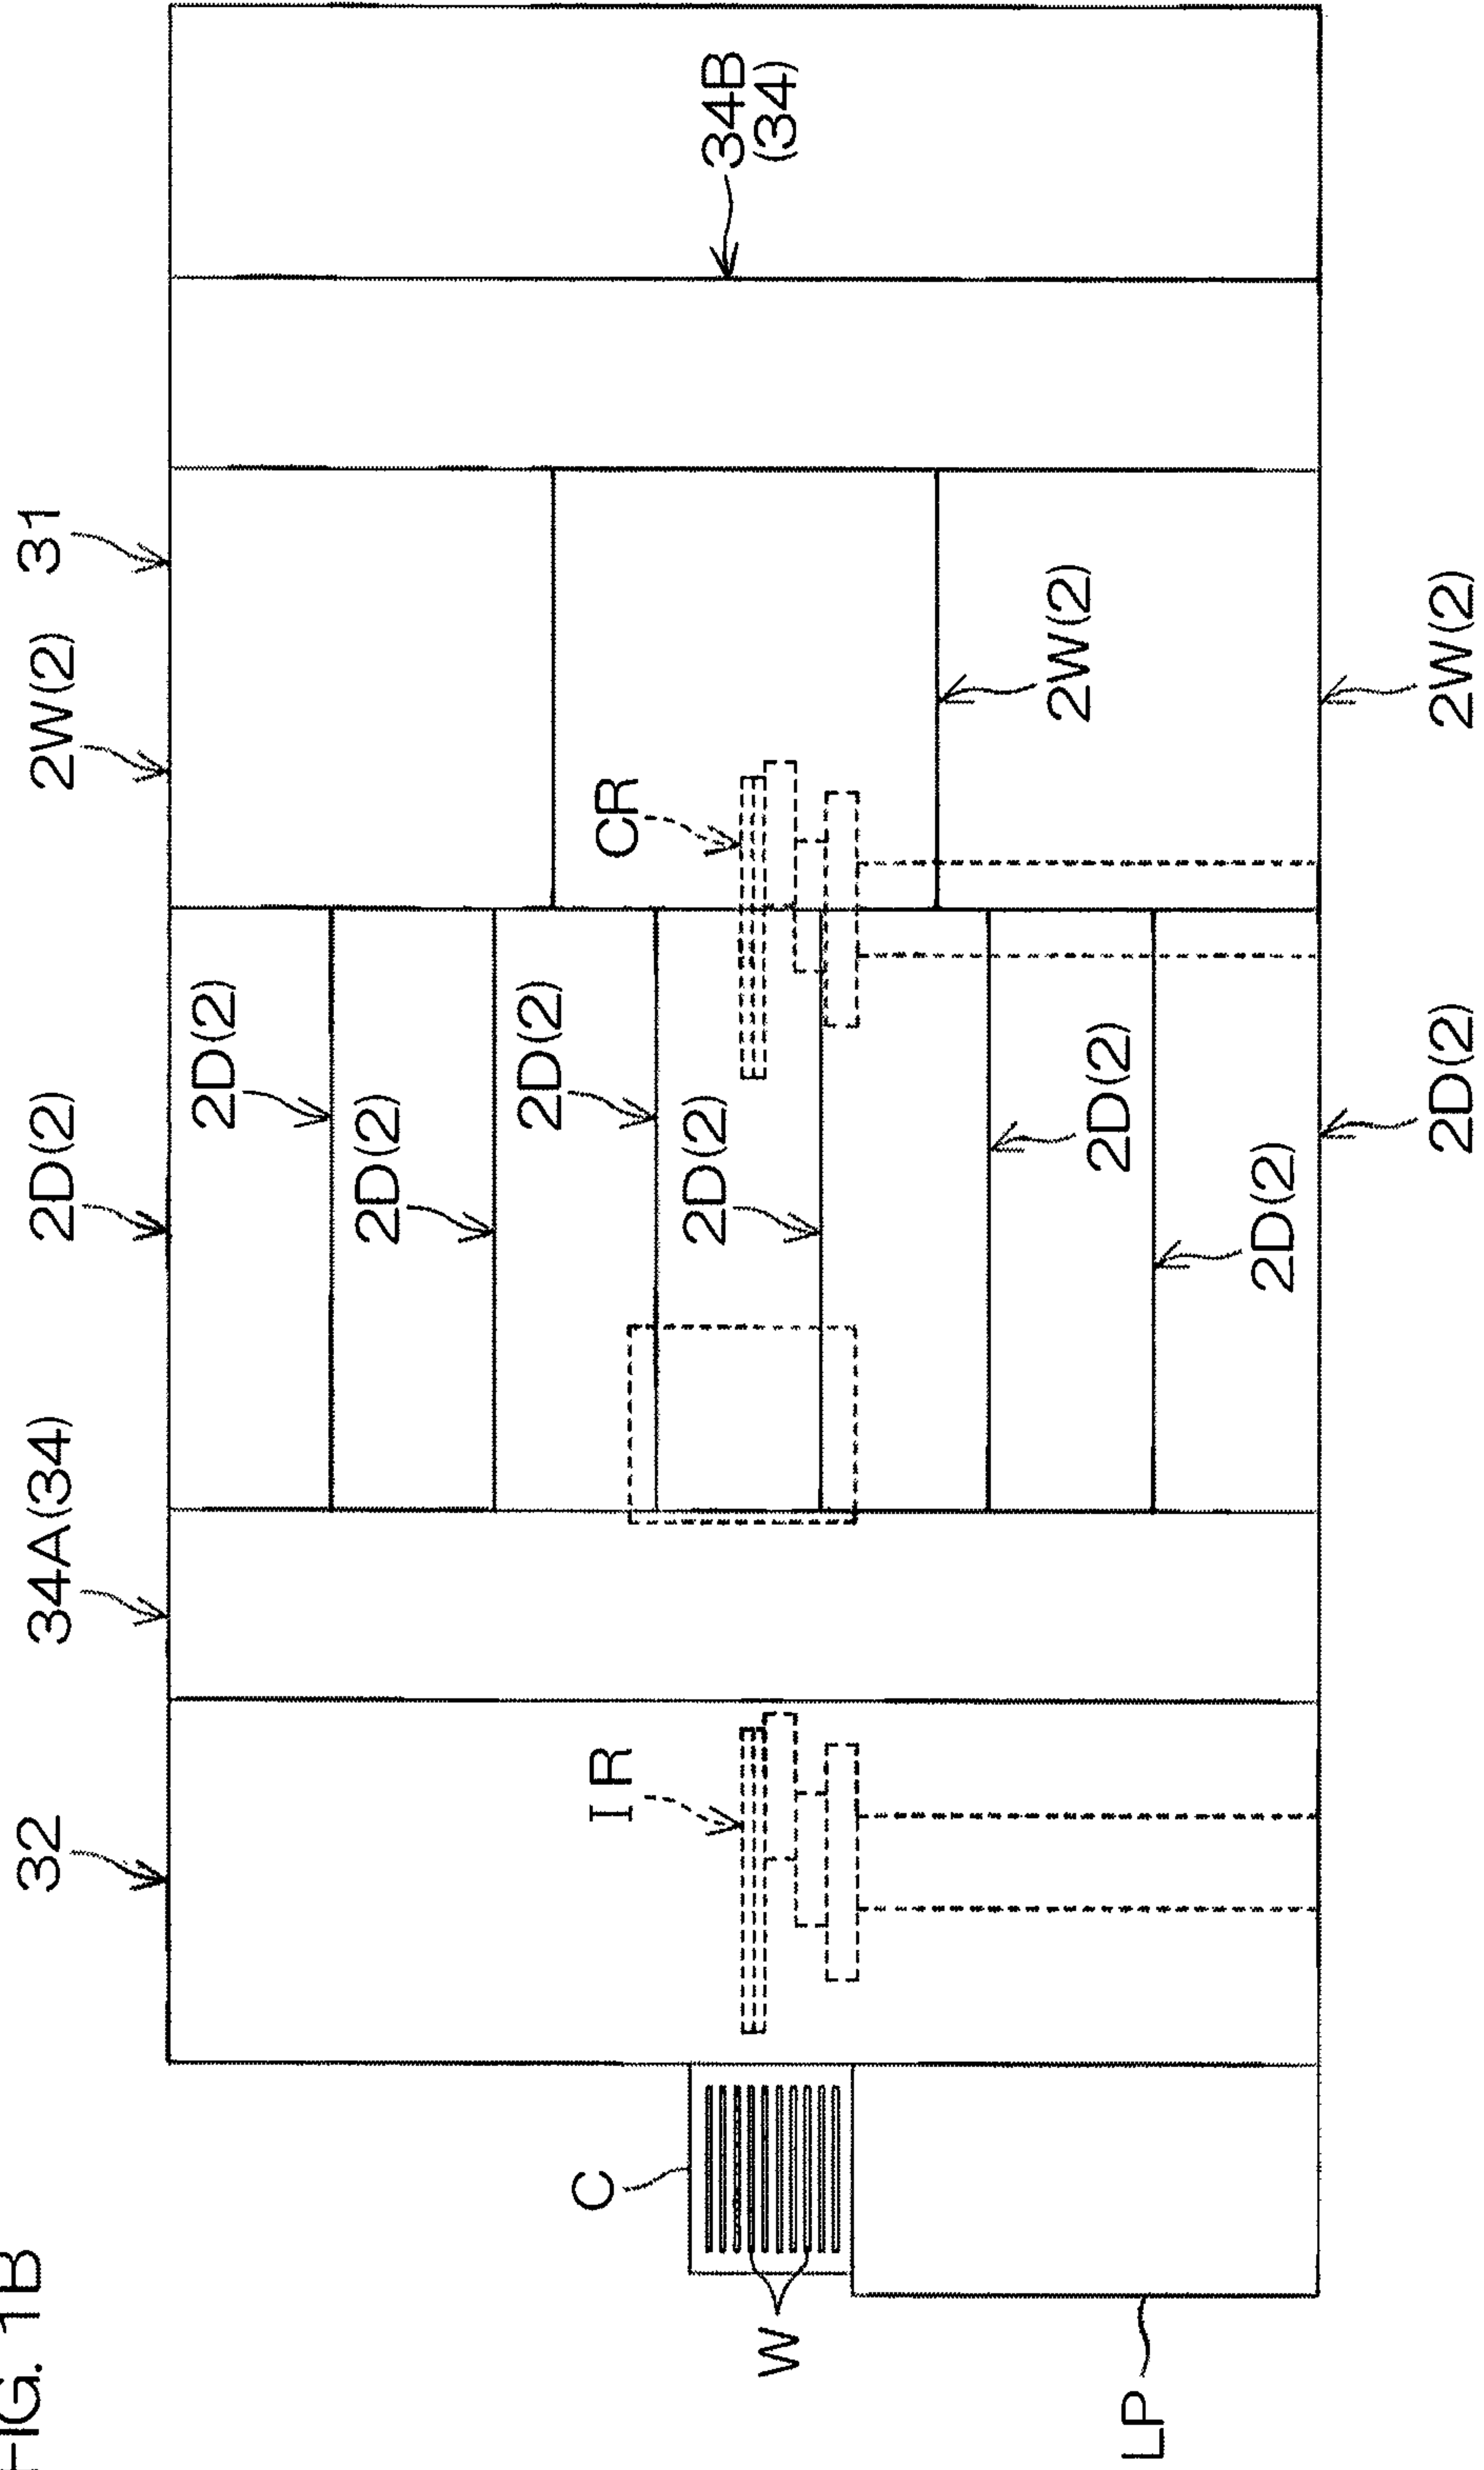 FIG. 1B
32
34A(34)
2D(2)
2W(2)
31
2D(2)
2D(2)
2D(2)
2D(2)
C
IR
CR
34B
(34)
W
LP
2D(2)
2W(2)
2D(2)
2D(2)
2W(2)